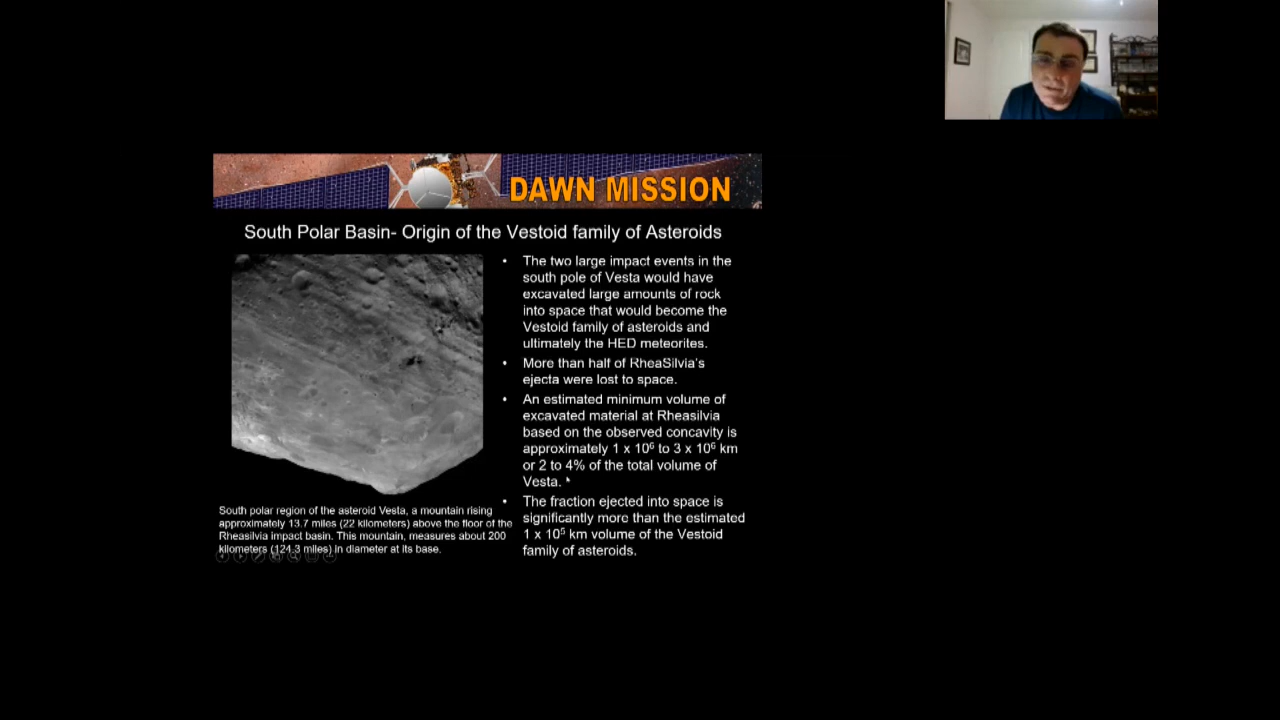 DAWN MISSION
South Polar Basin- Origin of the Vestoid family of Asteroids
• The two large impact events in the
south pole of Vesta would have
excavated large amounts of rock
into space that would become the
Vestoid family of asteroids and
ultimately the HED meteorites.
• More than half of RheaSilvia's
ejecta were lost to space.
• An estimated minimum volume of
excavated material at Rheasilvia
based on the observed concavity is
approximately 1 x 10⁶ to 3 x 10⁶ km
or 2 to 4% of the total volume of
Vesta.
• The fraction ejected into space is
significantly more than the estimated
1 x 10⁵ km volume of the Vestoid
family of asteroids.
South polar region of the asteroid Vesta, a mountain rising
approximately 13.7 miles (22 kilometers) above the floor of the
Rheasilvia impact basin. This mountain, measures about 200
kilometers (124.3 miles) in diameter at its base.